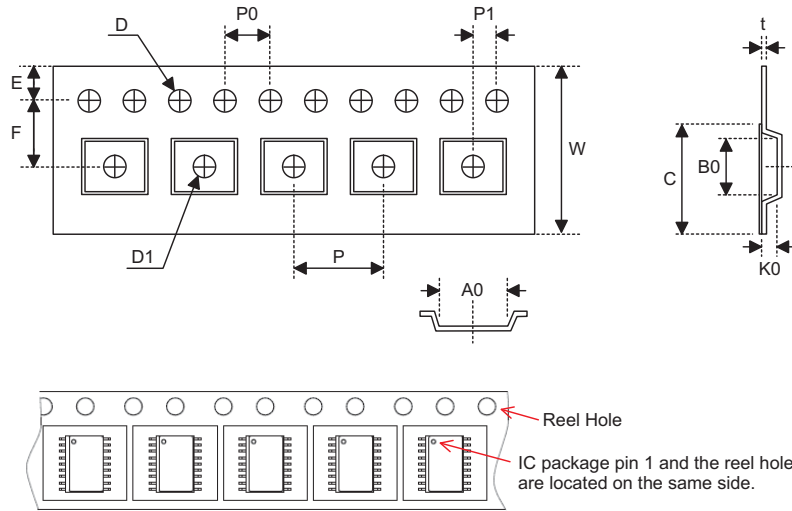 D
P0
P1
t
E
F
W
C
B0
D1
P
K0
A0
Reel Hole
IC package pin 1 and the reel hole
are located on the same side.